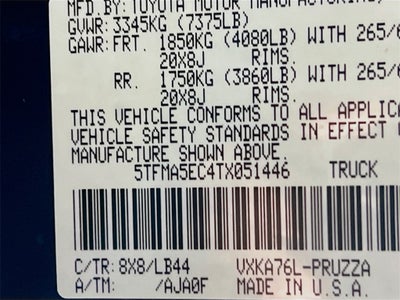 MFD.BY: TOYOTA MOTOR MANUFACTURING,
GVWR: 3345KG (7375LB)
GAWR: FRT. 1850KG (4080LB) WITH 265/6
20X8J RIMS.
RR. 1750KG (3860LB) WITH 265/6
20X8J RIMS.
THIS VEHICLE CONFORMS TO ALL APPLICA
VEHICLE SAFETY STANDARDS IN EFFECT O
MANUFACTURE SHOWN ABOVE.
5TFMA5EC4TX051446 TRUCK
C/TR: 8X8/LB44 VXKA76L-PRUZZA
A/TM: /AJA0F MADE IN U.S.A.